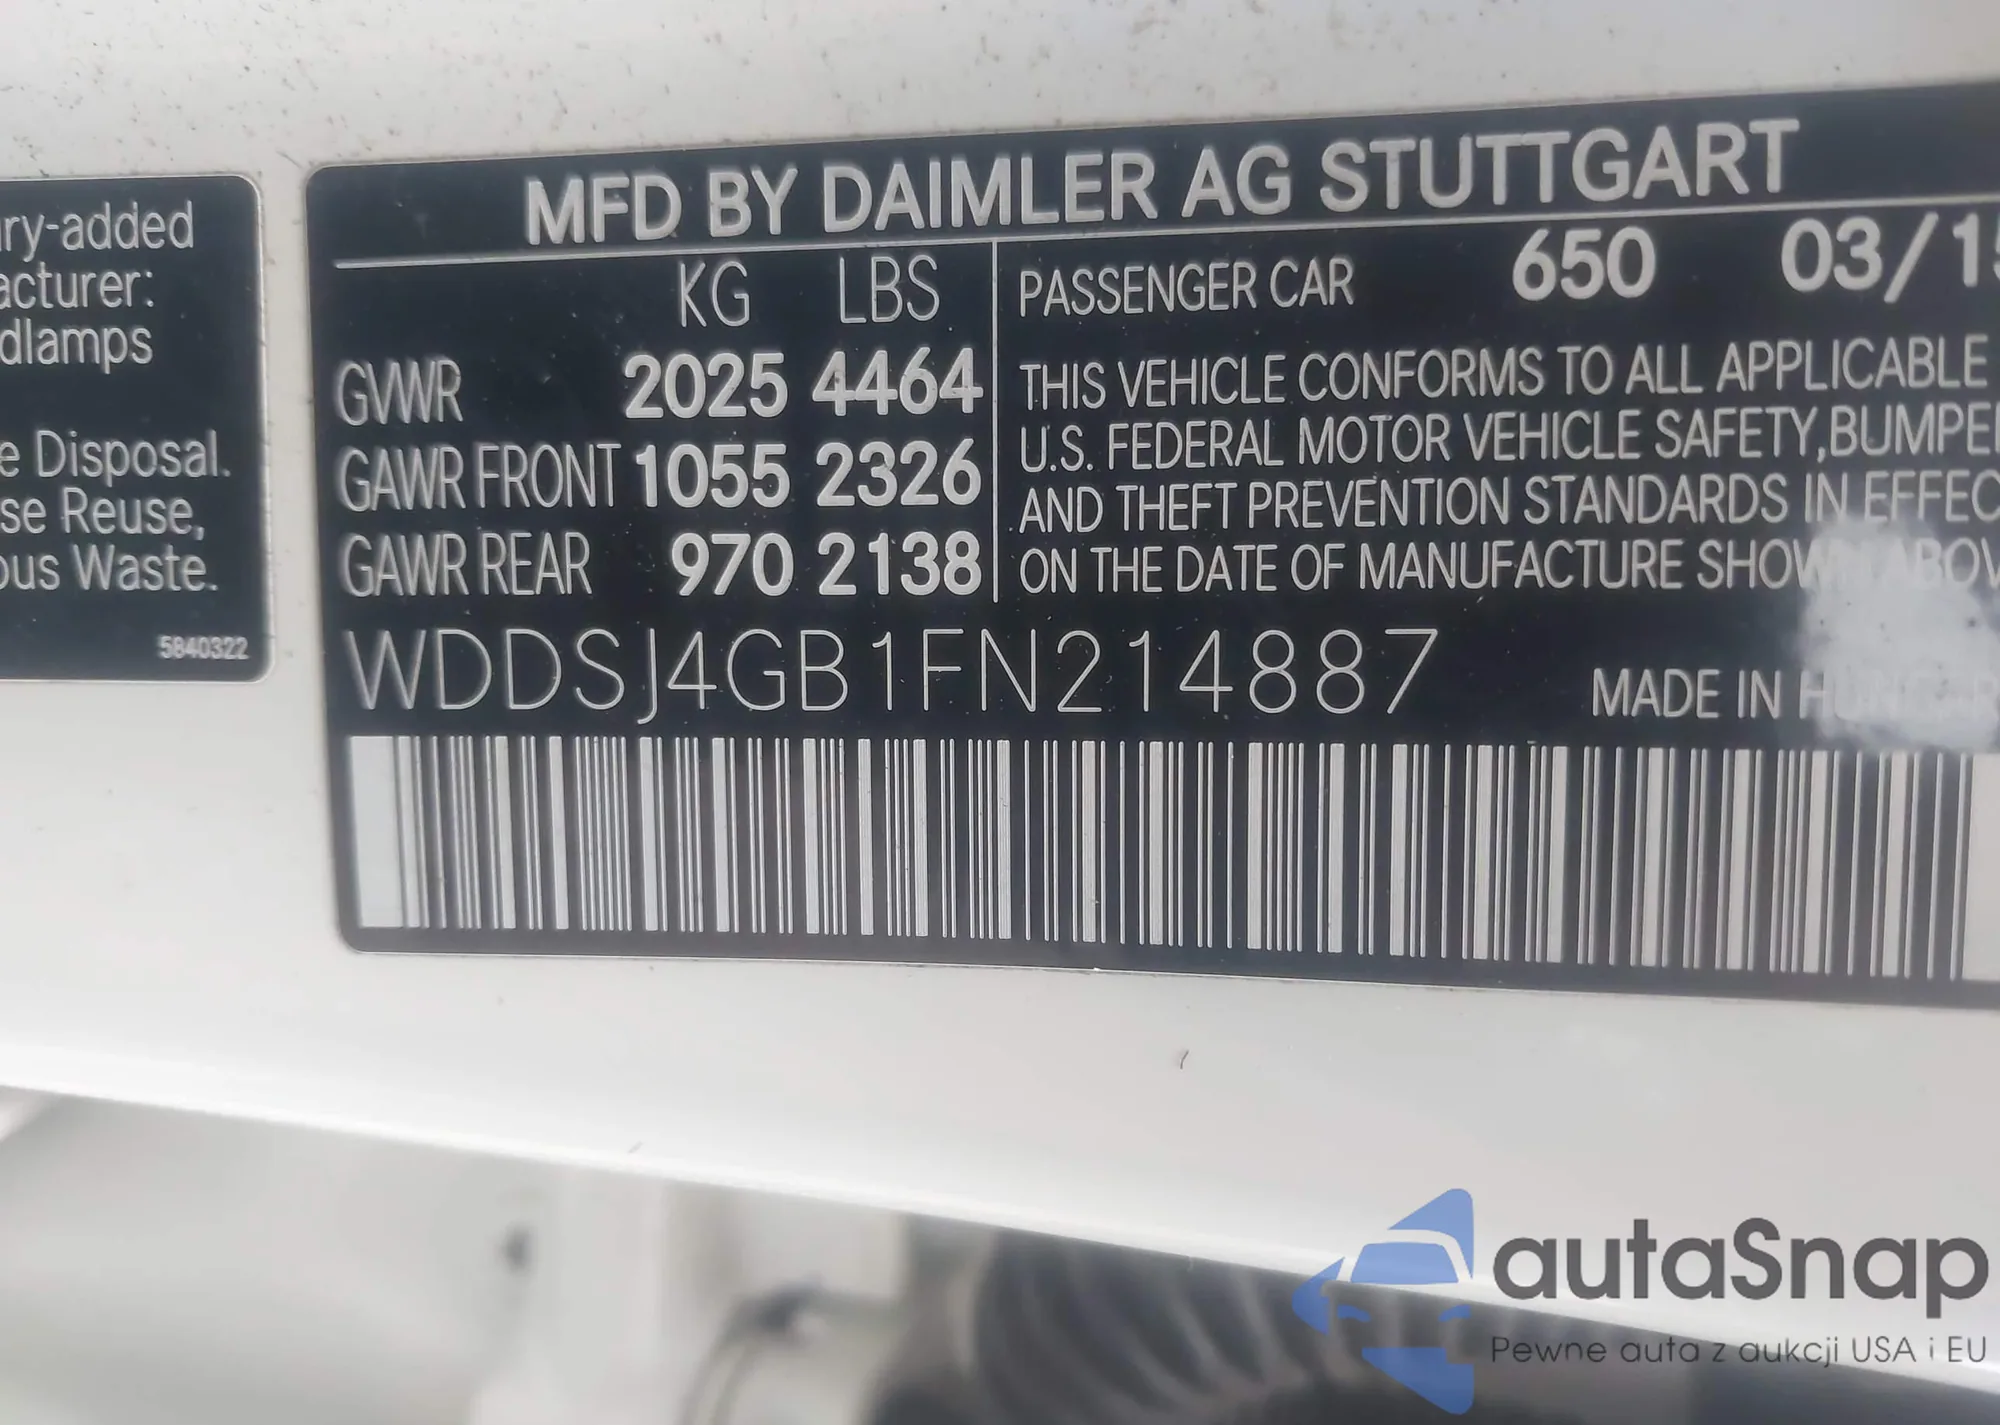 ry-added
acturer:
dlamps
e Disposal.
se Reuse,
ous Waste.
5840322
MFD BY DAIMLER AG STUTTGART
KG LBS
GVWR 2025 4464
GAWR FRONT 1055 2326
GAWR REAR 970 2138
PASSENGER CAR 650 03/15
THIS VEHICLE CONFORMS TO ALL APPLICABLE
U.S. FEDERAL MOTOR VEHICLE SAFETY, BUMPER
AND THEFT PREVENTION STANDARDS IN EFFEC
ON THE DATE OF MANUFACTURE SHOWN ABOV
WDDSJ4GB1FN214887
MADE IN HUNGAR
autaSnap
Pewne auta z aukcji USA i EU